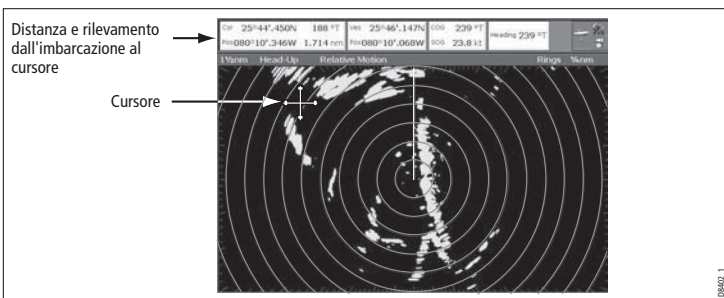 Distanza e rilevamento
dall'imbarcazione al
cursore
Csr 25°44'.450N 188 °T Ves 25°46'.147N COG 239 °T Heading 239 °T
Pos080°10'.346W 1.714 nm Pos080°10'.068W SOG 23.8 kt
1½nm Head-Up Relative Motion Rings ¼nm
Cursore
D8402_1